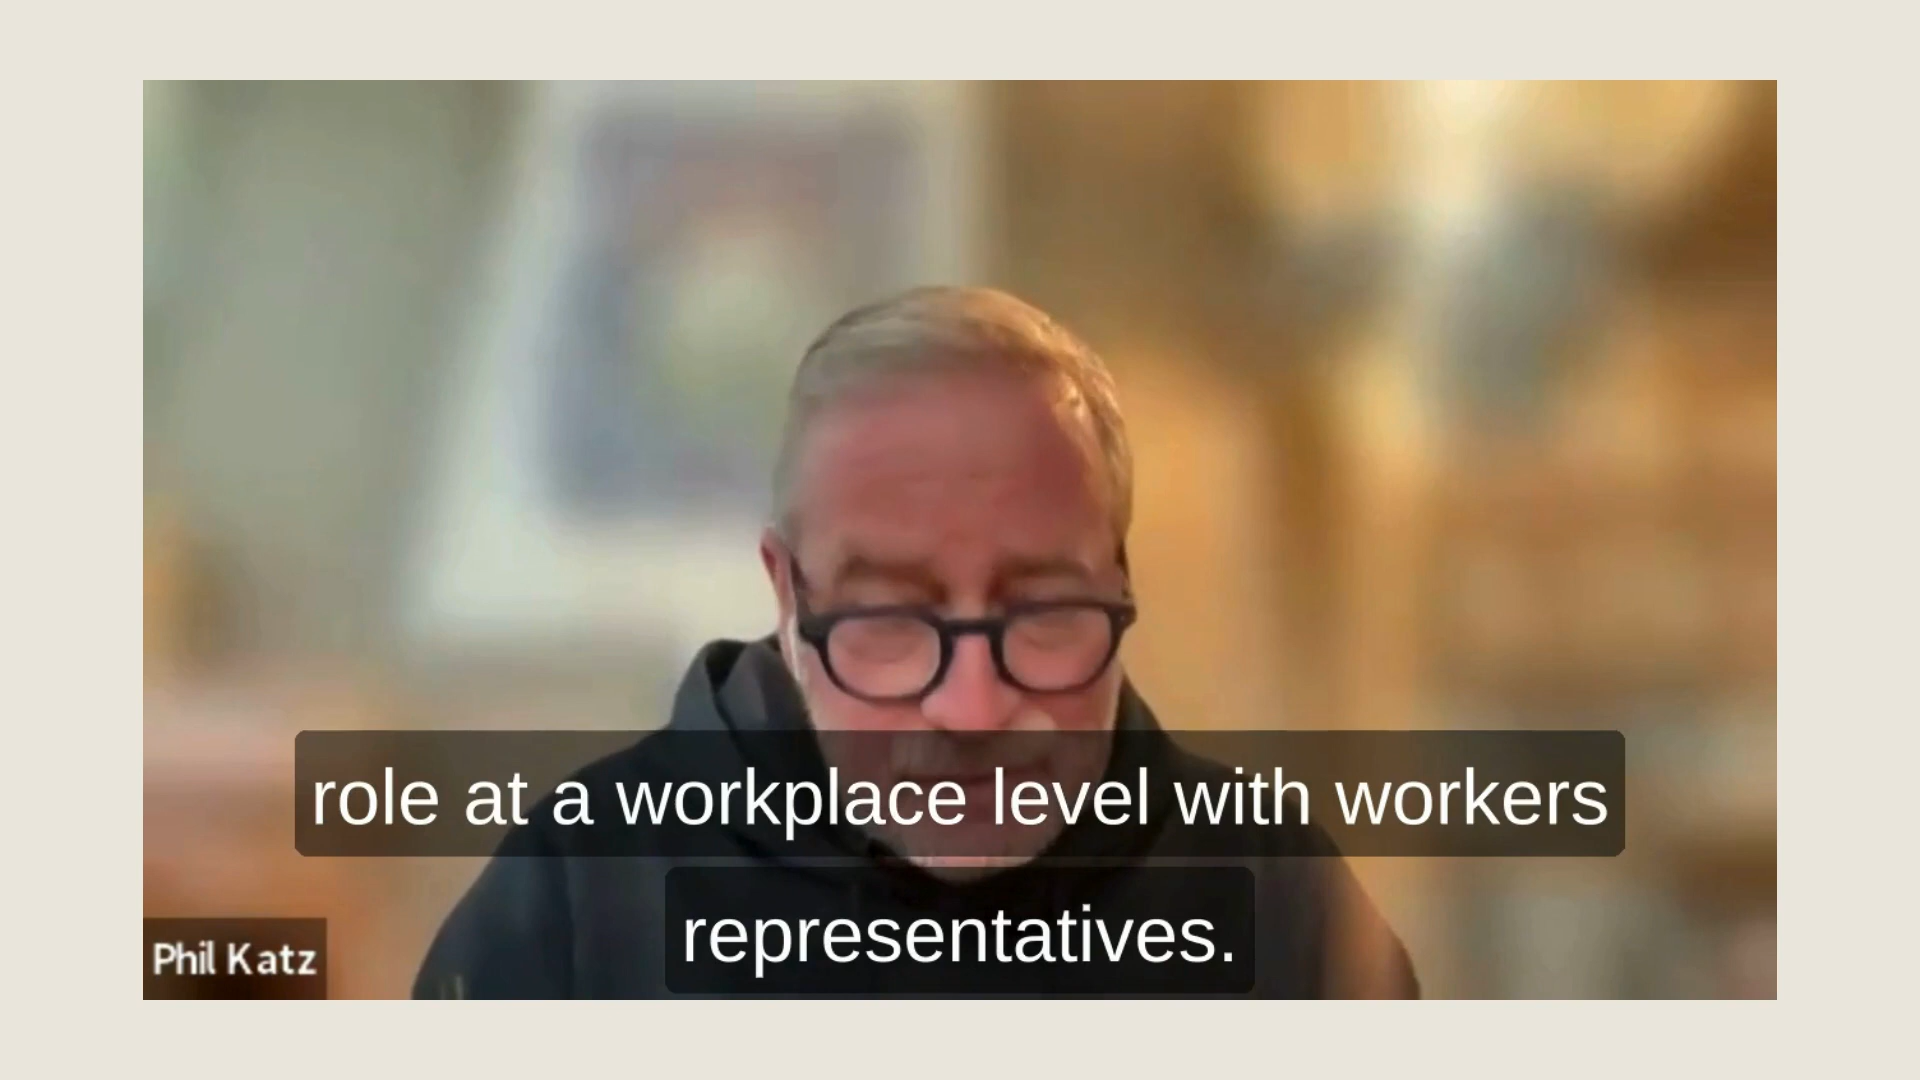 role at a workplace level with workers
representatives.
Phil Katz